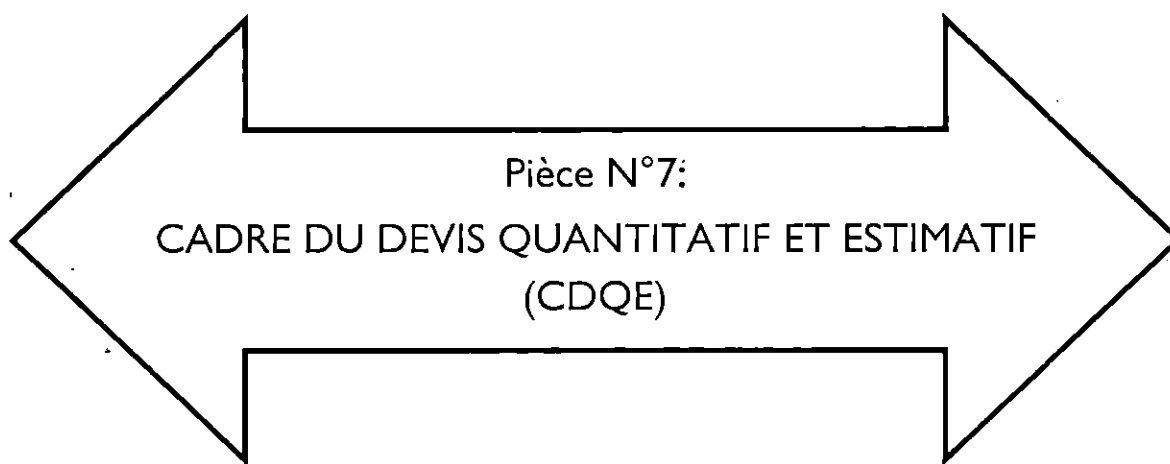 Pièce N°7:
CADRE DU DEVIS QUANTITATIF ET ESTIMATIF
(CDQE)